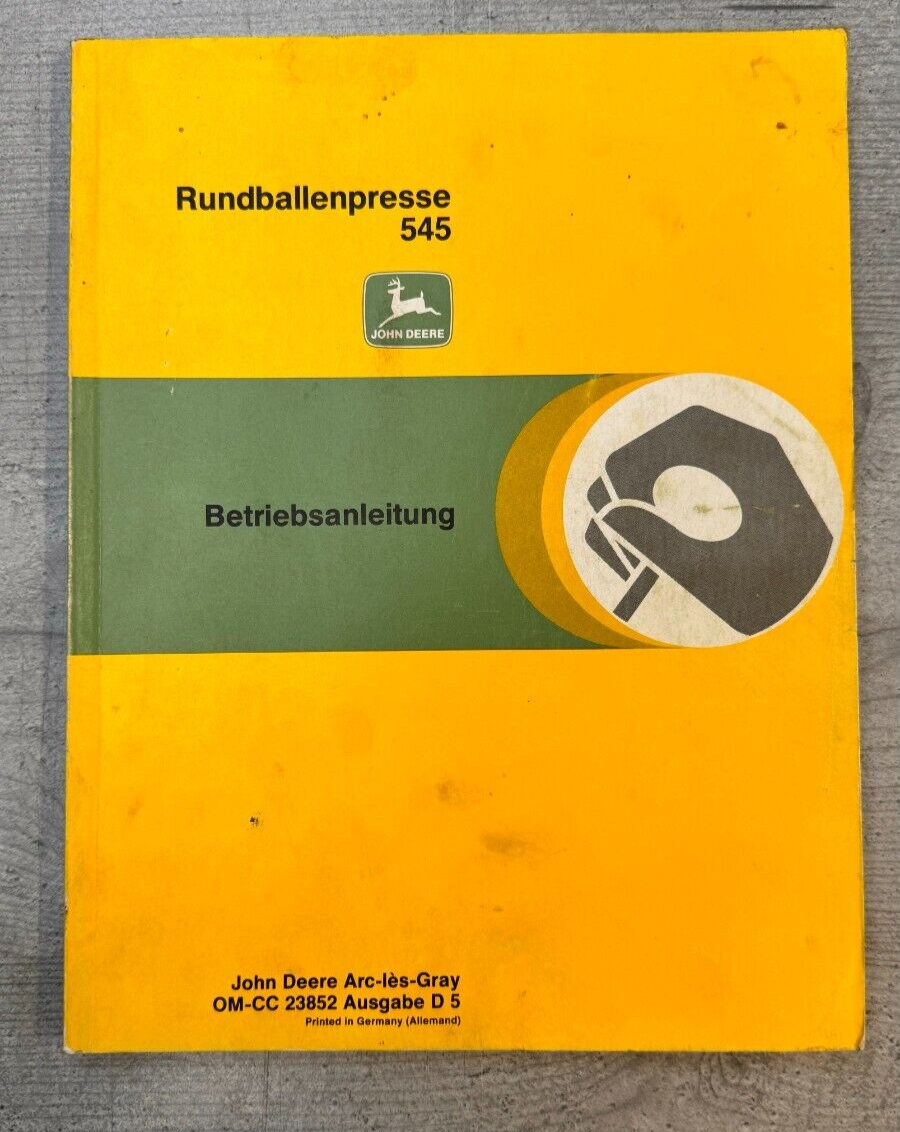 Rundballenpresse
545
JOHN DEERE
Betriebsanleitung
John Deere Arc-lès-Gray
OM-CC 23852 Ausgabe D 5
Printed in Germany (Allemand)